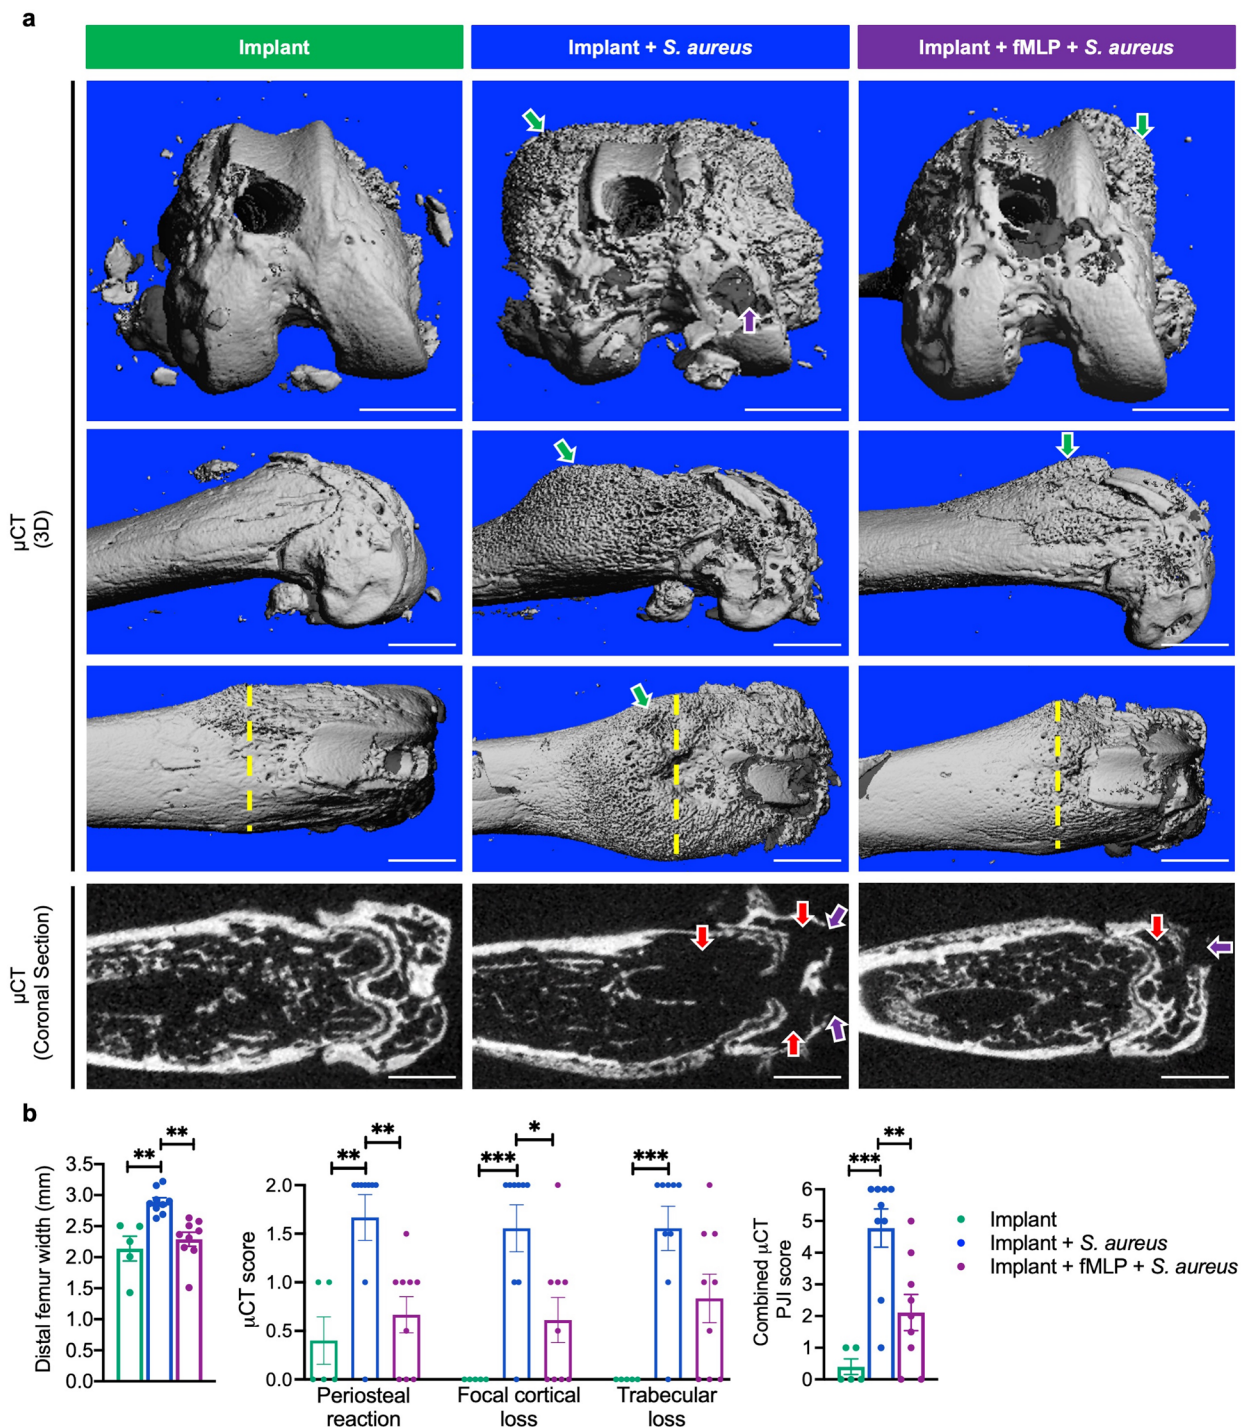 a
Implant
Implant + S. aureus
Implant + fMLP + S. aureus
µCT
(3D)
µCT
(Coronal Section)
b
Distal femur width (mm)
3.5
3.0
2.5
2.0
1.5
1.0
0.5
0.0
**
**
µCT score
2.0
1.5
1.0
0.5
0
**
**
***
*
***
Periosteal
reaction
Focal cortical
loss
Trabecular
loss
Combined µCT
PJI score
6
5
4
3
2
1
0
***
**
Implant
Implant + S. aureus
Implant + fMLP + S. aureus